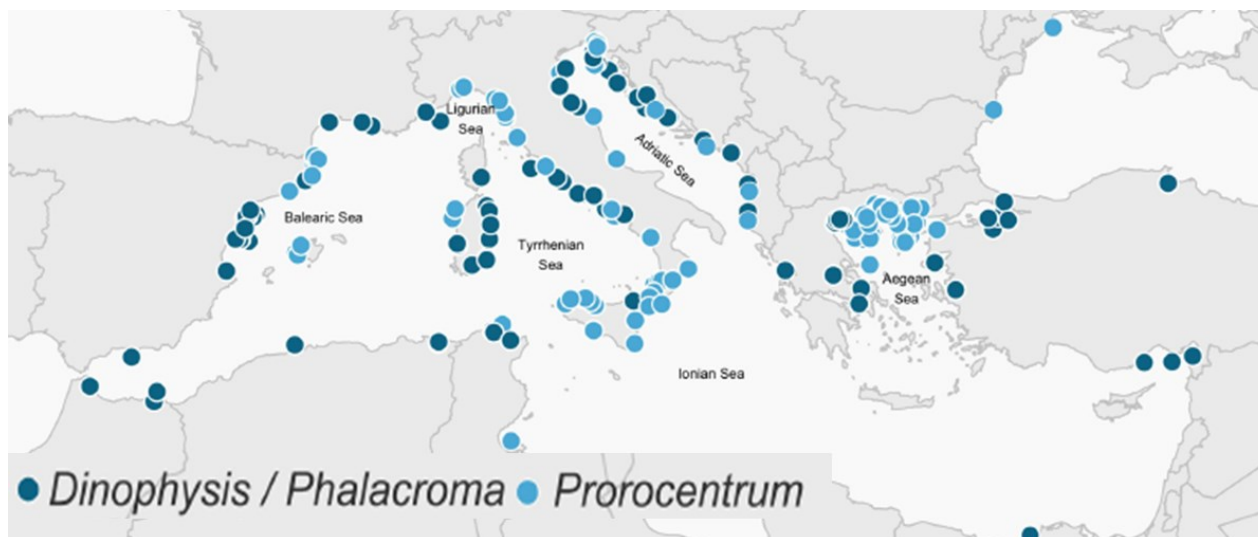 Ligurian
Sea
Adriatic Sea
Balearic Sea
Tyrrhenian
Sea
Aegean
Sea
Ionian Sea
Dinophysis / Phalacroma Prorocentrum